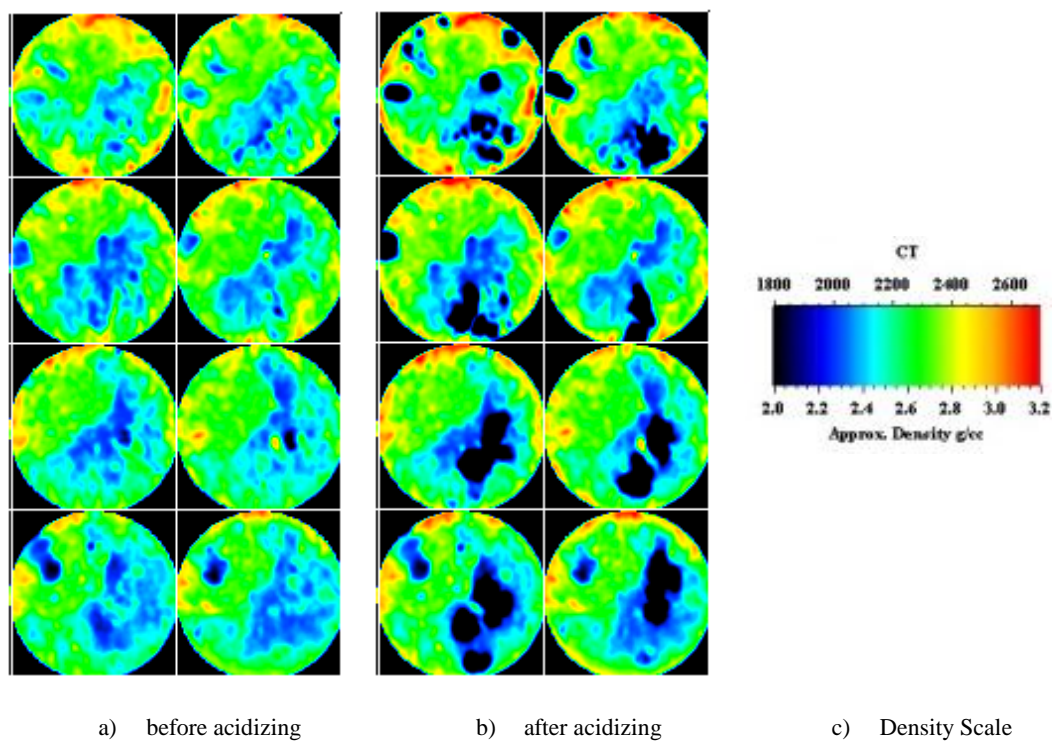 CT
1800 2000 2200 2400 2600
2.0 2.2 2.4 2.6 2.8 3.0 3.2
Approx. Density g/cc
a) before acidizing b) after acidizing c) Density Scale